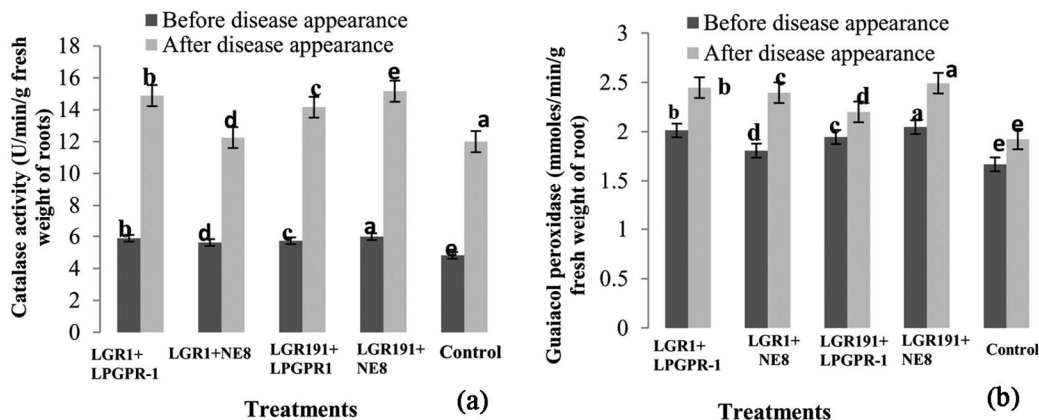 Before disease appearance
After disease appearance
Catalase activity (U/min/g fresh
weight of roots)
18
16
14
12
10
8
6
4
2
0
b
b
d
d
c
c
a
e
e
a
LGR1+
LPGPR-1
LGR1+NE8
LGR191+
LPGPR1
LGR191+
NE8
Control
Treatments
(a)
Before disease appearance
After disease appearance
Guaiacol peroxidase (mmoles/min/g
fresh weight of root)
3
2.5
2
1.5
1
0.5
0
b
b
d
c
c
d
a
a
e
e
LGR1+
LPGPR-1
LGR1+
NE8
LGR191+
LPGPR-1
LGR191+
NE8
Control
Treatments
(b)